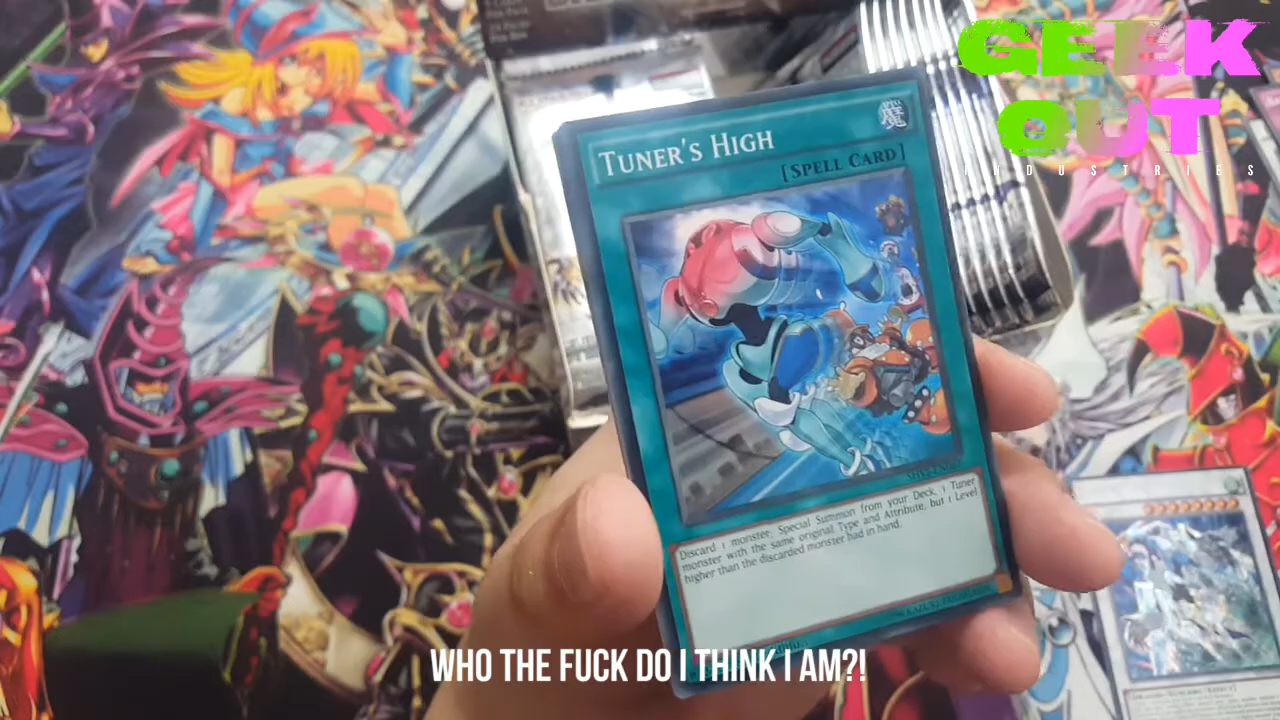 GEEK
OUT
INDUSTRIES
TUNER'S HIGH
[SPELL CARD]
Discard 1 monster; Special Summon from your Deck, 1 Tuner
monster with the same original Type and Attribute, but 1 Level
higher than the discarded monster had in hand.
WHO THE FUCK DO I THINK I AM?!